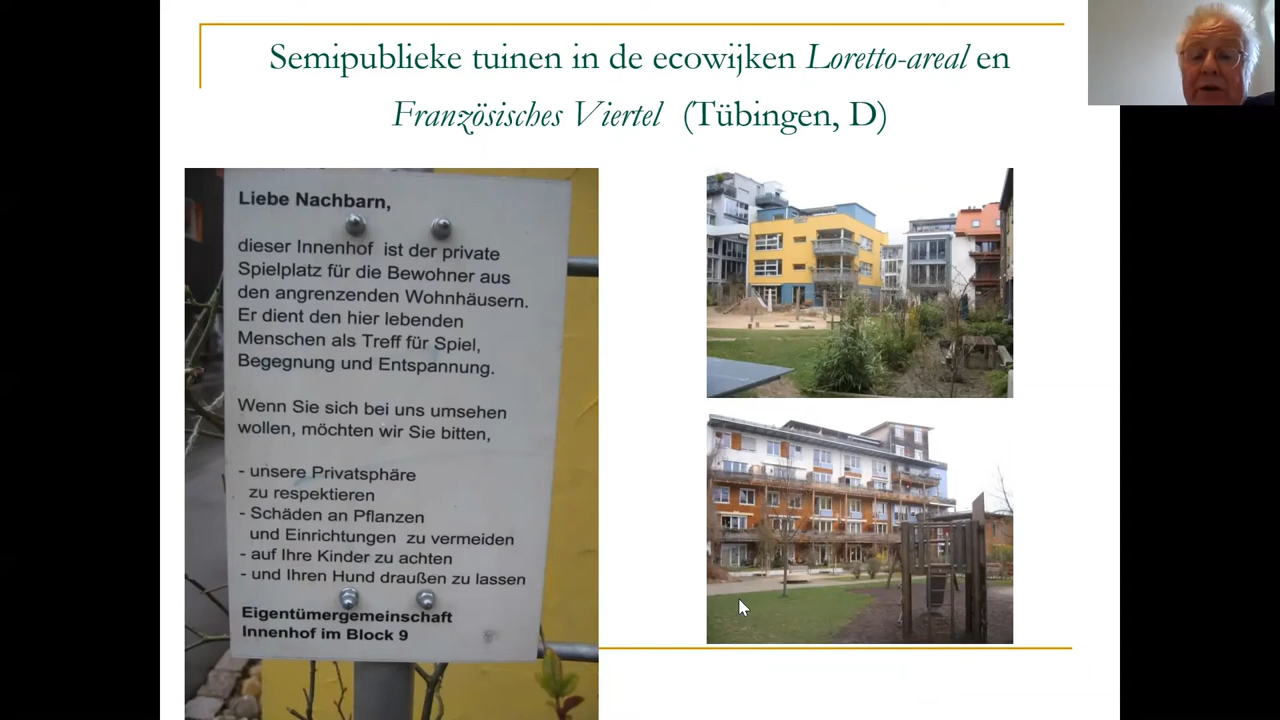 Semipublieke tuinen in de ecowijken Loretto-areal en
Französisches Viertel (Tübingen, D)
Liebe Nachbarn,
dieser Innenhof ist der private
Spielplatz für die Bewohner aus
den angrenzenden Wohnhäusern.
Er dient den hier lebenden
Menschen als Treff für Spiel,
Begegnung und Entspannung.
Wenn Sie sich bei uns umsehen
wollen, möchten wir Sie bitten,
- unsere Privatsphäre
zu respektieren
- Schäden an Pflanzen
und Einrichtungen zu vermeiden
- auf Ihre Kinder zu achten
- und Ihren Hund draußen zu lassen
Eigentümergemeinschaft
Innenhof im Block 9